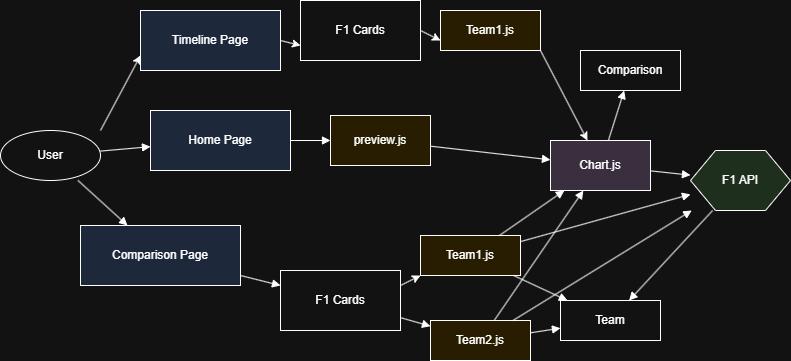 Timeline Page
F1 Cards
Team1.js
Comparison
User
Home Page
preview.js
Chart.js
F1 API
Comparison Page
F1 Cards
Team1.js
Team2.js
Team